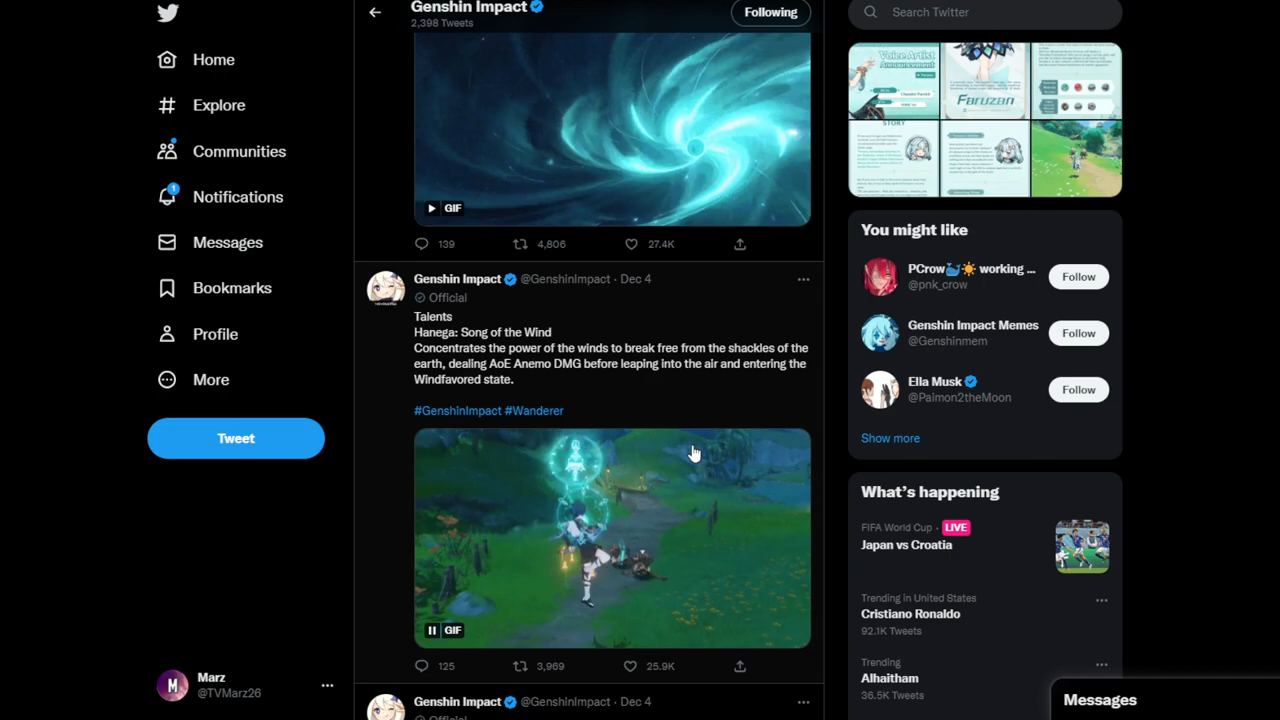 Home
Explore
Communities
1
Notifications
Messages
Bookmarks
Profile
More
Tweet
Marz
@TVMarz26
Genshin Impact
2,398 Tweets
Following
GIF
139
4,806
27.4K
Genshin Impact @GenshinImpact · Dec 4
Official
Talents
Hanega: Song of the Wind
Concentrates the power of the winds to break free from the shackles of the
earth, dealing AoE Anemo DMG before leaping into the air and entering the
Windfavored state.
#GenshinImpact #Wanderer
GIF
125
3,969
25.9K
Genshin Impact @GenshinImpact · Dec 4
Official
Search Twitter
Voice Artist
Announcement
Faruzan
STORY
You might like
PCrow🐳☀️ working ...
@pnk_crow
Follow
Genshin Impact Memes
@Genshinmem
Follow
Ella Musk
@Paimon2theMoon
Follow
Show more
What's happening
FIFA World Cup · LIVE
Japan vs Croatia
Trending in United States
Cristiano Ronaldo
92.1K Tweets
Trending
Alhaitham
36.5K Tweets
Messages